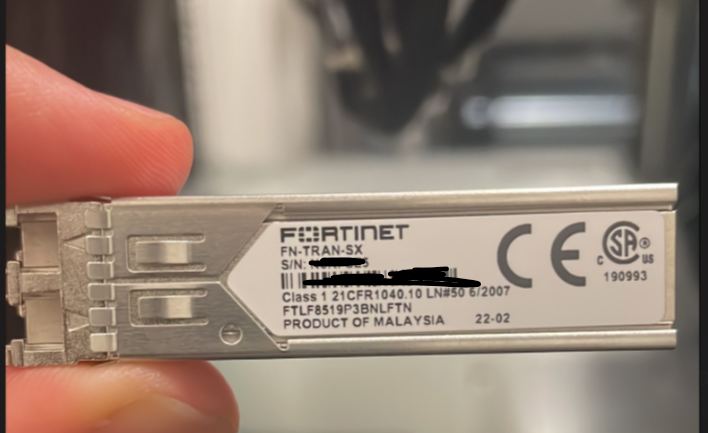 FORTINET
FN-TRAN-SX
S/N:
Class 1 21CFR1040.10 LN#50 6/2007
FTLF8519P3BNLFTN
PRODUCT OF MALAYSIA 22-02
CE
C SA ® US
190993